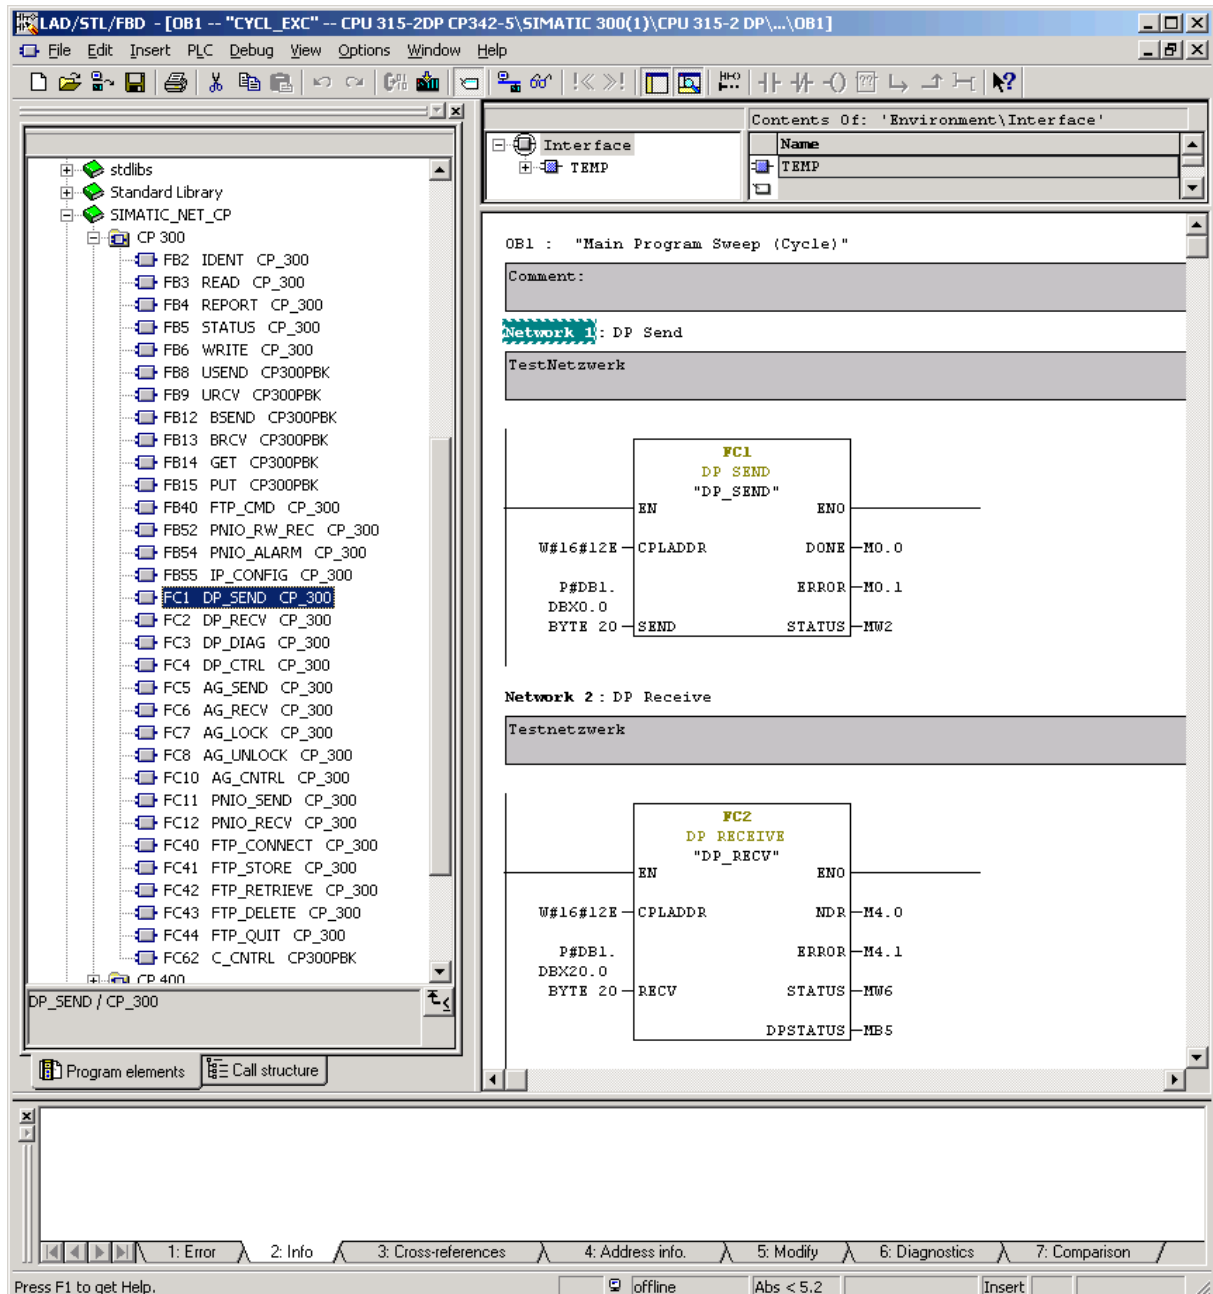 LAD/STL/FBD - [OB1 -- "CYCL_EXC" -- CPU 315-2DP CP342-5\SIMATIC 300(1)\CPU 315-2 DP\...\OB1]
File Edit Insert PLC Debug View Options Window Help
stdlibs
Standard Library
SIMATIC_NET_CP
CP 300
FB2 IDENT CP_300
FB3 READ CP_300
FB4 REPORT CP_300
FB5 STATUS CP_300
FB6 WRITE CP_300
FB8 USEND CP300PBK
FB9 URCV CP300PBK
FB12 BSEND CP300PBK
FB13 BRCV CP300PBK
FB14 GET CP300PBK
FB15 PUT CP300PBK
FB40 FTP_CMD CP_300
FB52 PNIO_RW_REC CP_300
FB54 PNIO_ALARM CP_300
FB55 IP_CONFIG CP_300
FC1 DP_SEND CP_300
FC2 DP_RECV CP_300
FC3 DP_DIAG CP_300
FC4 DP_CTRL CP_300
FC5 AG_SEND CP_300
FC6 AG_RECV CP_300
FC7 AG_LOCK CP_300
FC8 AG_UNLOCK CP_300
FC10 AG_CNTRL CP_300
FC11 PNIO_SEND CP_300
FC12 PNIO_RECV CP_300
FC40 FTP_CONNECT CP_300
FC41 FTP_STORE CP_300
FC42 FTP_RETRIEVE CP_300
FC43 FTP_DELETE CP_300
FC44 FTP_QUIT CP_300
FC62 C_CNTRL CP300PBK
CP 400
DP_SEND / CP_300
Program elements Call structure
Interface
TEMP
Contents Of: 'Environment\Interface'
Name
TEMP
OB1 : "Main Program Sweep (Cycle)"
Comment:
Network 1: DP Send
TestNetzwerk
FC1
DP SEND
"DP_SEND"
EN ENO
W#16#12E CPLADDR DONE M0.0
P#DB1. ERROR M0.1
DBX0.0
BYTE 20 SEND STATUS MW2
Network 2: DP Receive
Testnetzwerk
FC2
DP RECEIVE
"DP_RECV"
EN ENO
W#16#12E CPLADDR NDR M4.0
P#DB1. ERROR M4.1
DBX20.0
BYTE 20 RECV STATUS MW6
DPSTATUS MB5
1: Error 2: Info 3: Cross-references 4: Address info. 5: Modify 6: Diagnostics 7: Comparison
Press F1 to get Help. offline Abs < 5.2 Insert